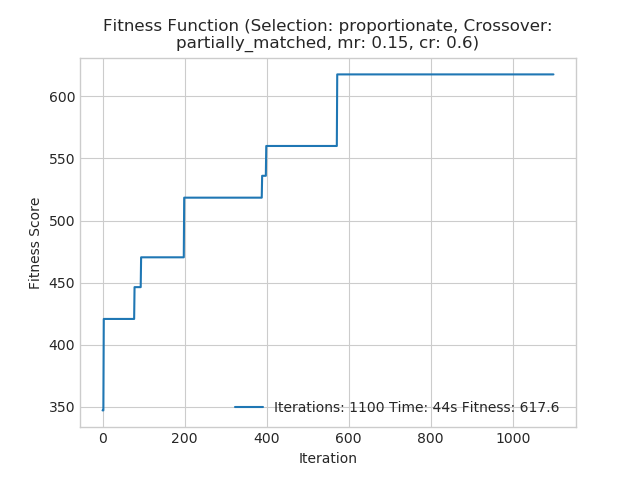 Fitness Function (Selection: proportionate, Crossover:
partially_matched, mr: 0.15, cr: 0.6)
Fitness Score
600
550
500
450
400
350
Iterations: 1100 Time: 44s Fitness: 617.6
0 200 400 600 800 1000
Iteration